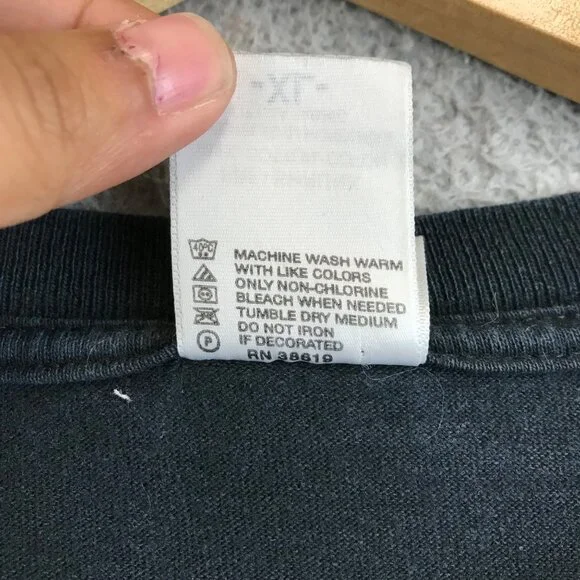 40°C
MACHINE WASH WARM
WITH LIKE COLORS
ONLY NON-CHLORINE
BLEACH WHEN NEEDED
TUMBLE DRY MEDIUM
DO NOT IRON
IF DECORATED
P
RN 38619